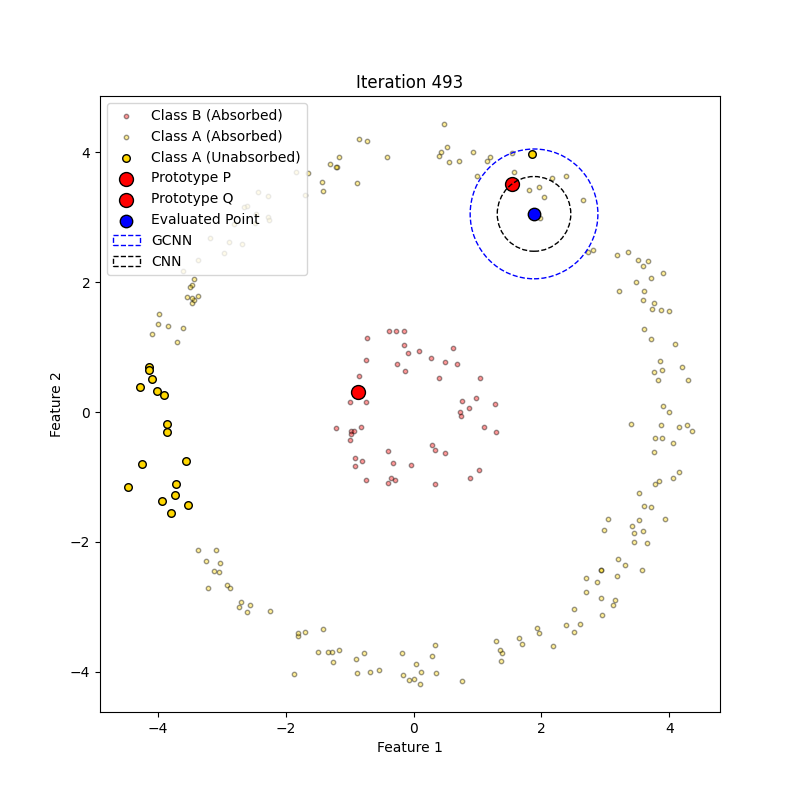 Iteration 493
Class B (Absorbed)
Class A (Absorbed)
Class A (Unabsorbed)
Prototype P
Prototype Q
Evaluated Point
GCNN
CNN
4
2
0
−2
−4
Feature 2
−4
−2
0
2
4
Feature 1